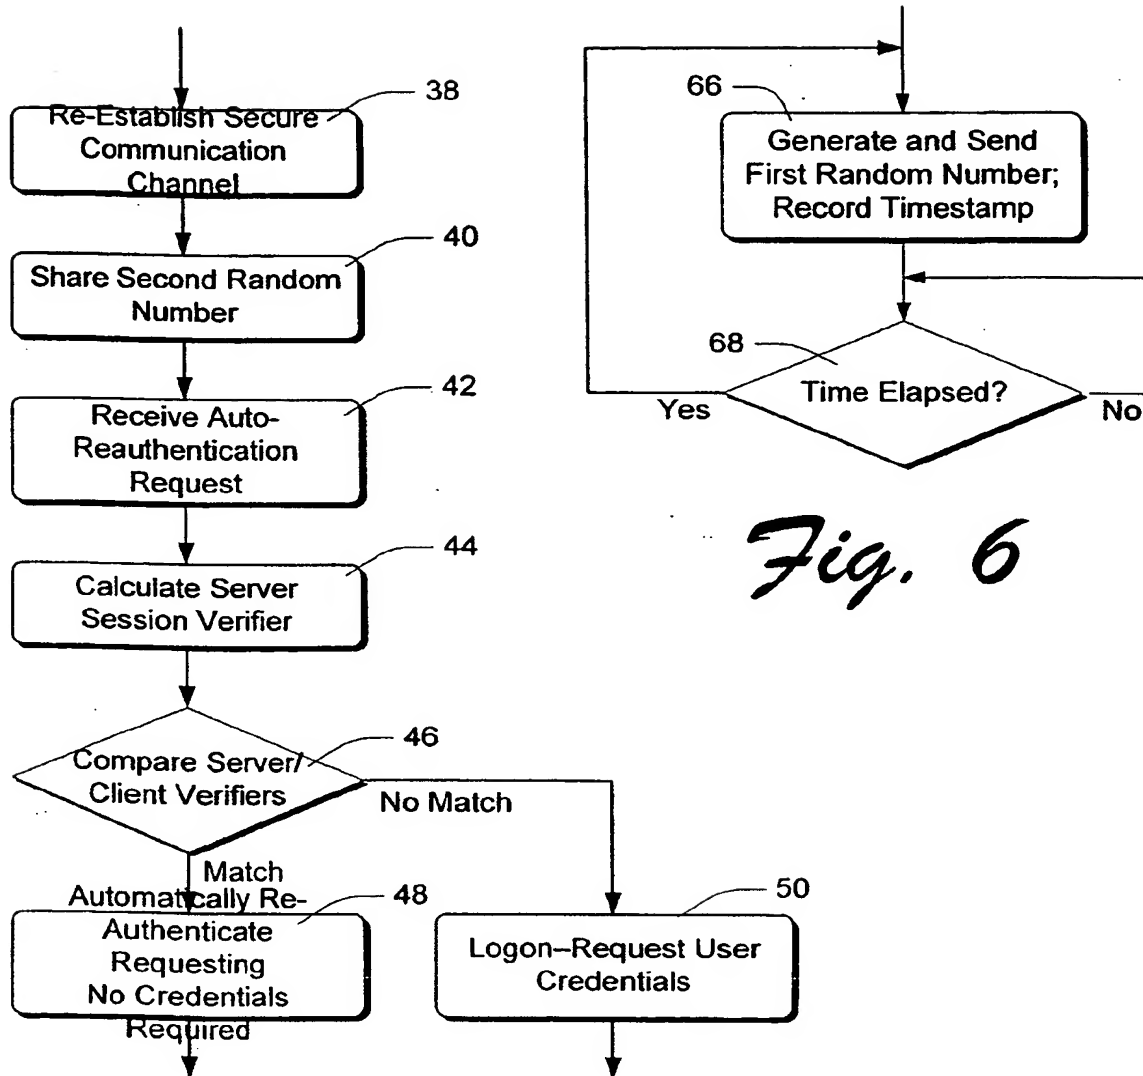 38
Re-Establish Secure
Communication
Channel
40
Share Second Random
Number
42
Receive Auto-
Reauthentication
Request
44
Calculate Server
Session Verifier
46
Compare Server/
Client Verifiers
No Match
Match
48
Automatically Re-
Authenticate
Requesting
No Credentials
Required
50
Logon–Request User
Credentials
66
Generate and Send
First Random Number;
Record Timestamp
68
Time Elapsed?
Yes
No
Fig. 6